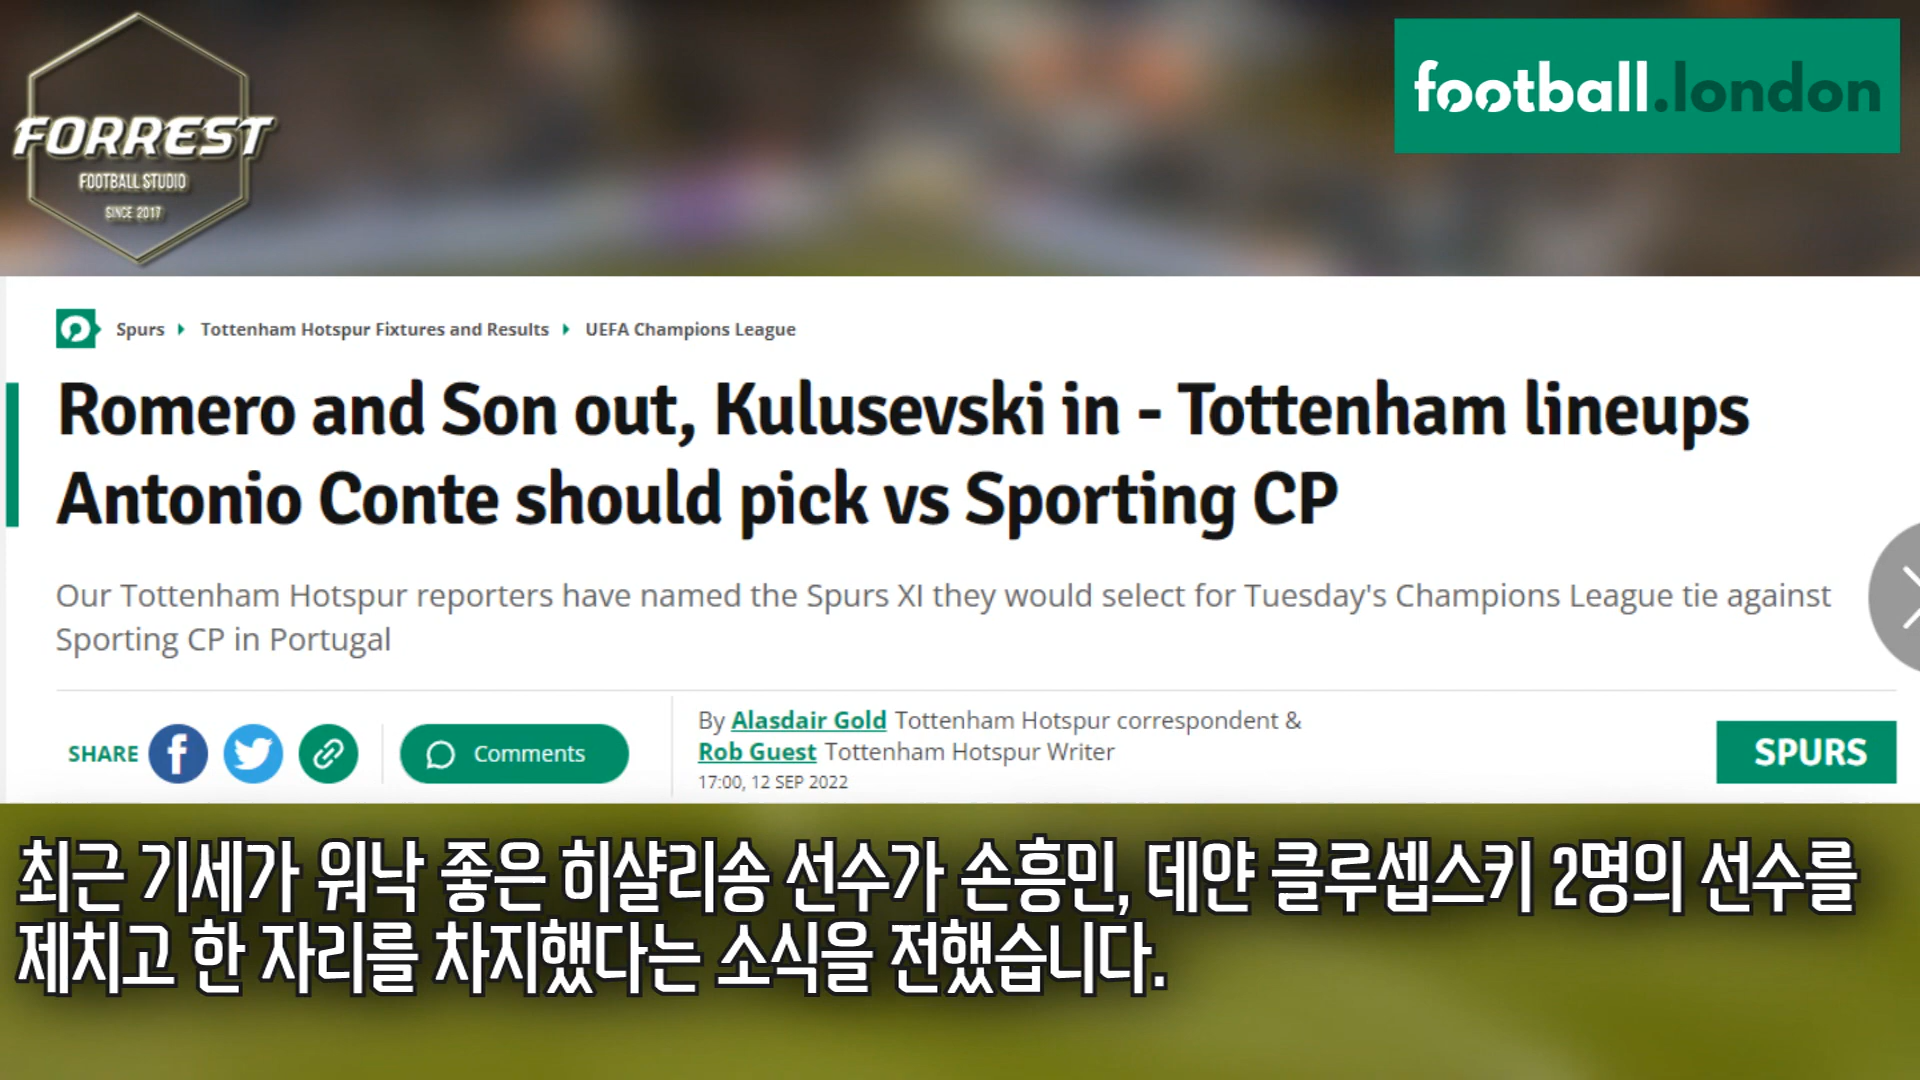 FORREST
FOOTBALL STUDIO
SINCE 2017
football.london
Spurs Tottenham Hotspur Fixtures and Results UEFA Champions League
Romero and Son out, Kulusevski in - Tottenham lineups
Antonio Conte should pick vs Sporting CP
Our Tottenham Hotspur reporters have named the Spurs XI they would select for Tuesday's Champions League tie against
Sporting CP in Portugal
SHARE Comments
By Alasdair Gold Tottenham Hotspur correspondent &
Rob Guest Tottenham Hotspur Writer
17:00, 12 SEP 2022
SPURS
최근 기세가 워낙 좋은 히샬리송 선수가 손흥민, 데얀 클루셉스키 2명의 선수를
제치고 한 자리를 차지했다는 소식을 전했습니다.